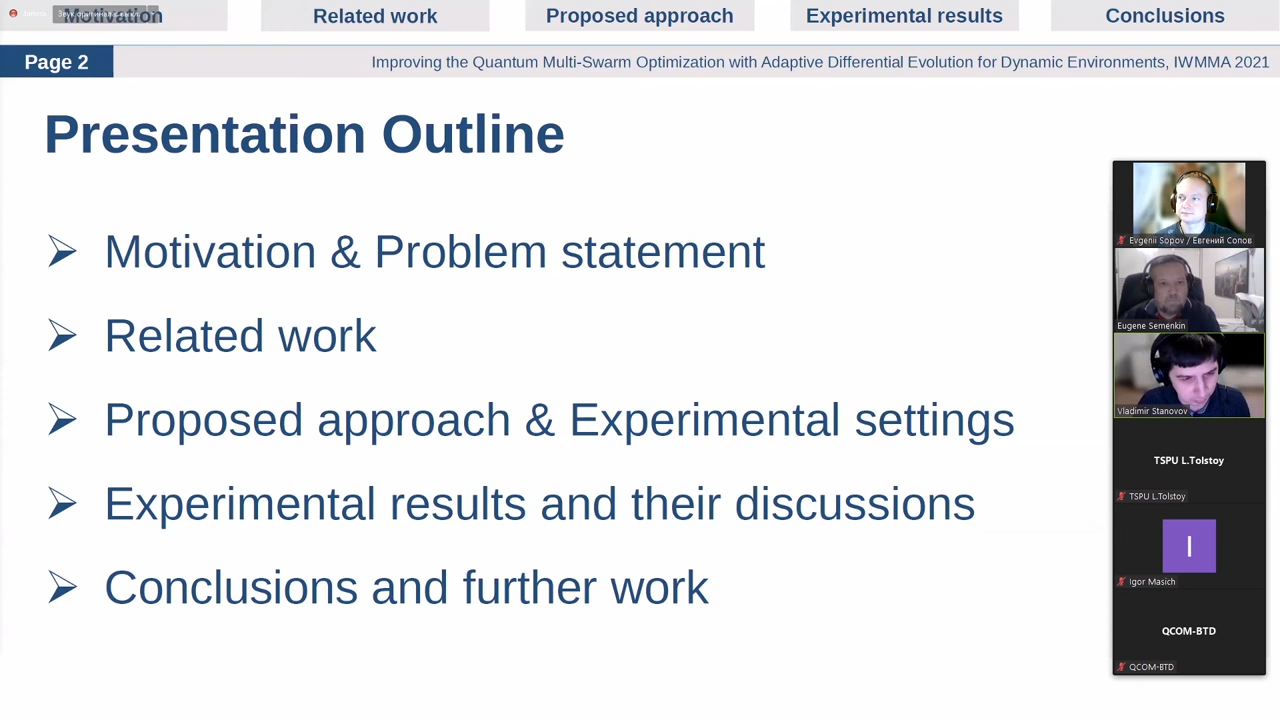 Motivation
Related work
Proposed approach
Experimental results
Conclusions
Page 2
Improving the Quantum Multi-Swarm Optimization with Adaptive Differential Evolution for Dynamic Environments, IWMMA 2021
Presentation Outline
Motivation & Problem statement
Related work
Proposed approach & Experimental settings
Experimental results and their discussions
Conclusions and further work
Evgenii Sopov / Евгений Сопов
Eugene Semenkin
Vladimir Stanovov
TSPU L.Tolstoy
TSPU L.Tolstoy
I
Igor Masich
QCOM-BTD
QCOM-BTD